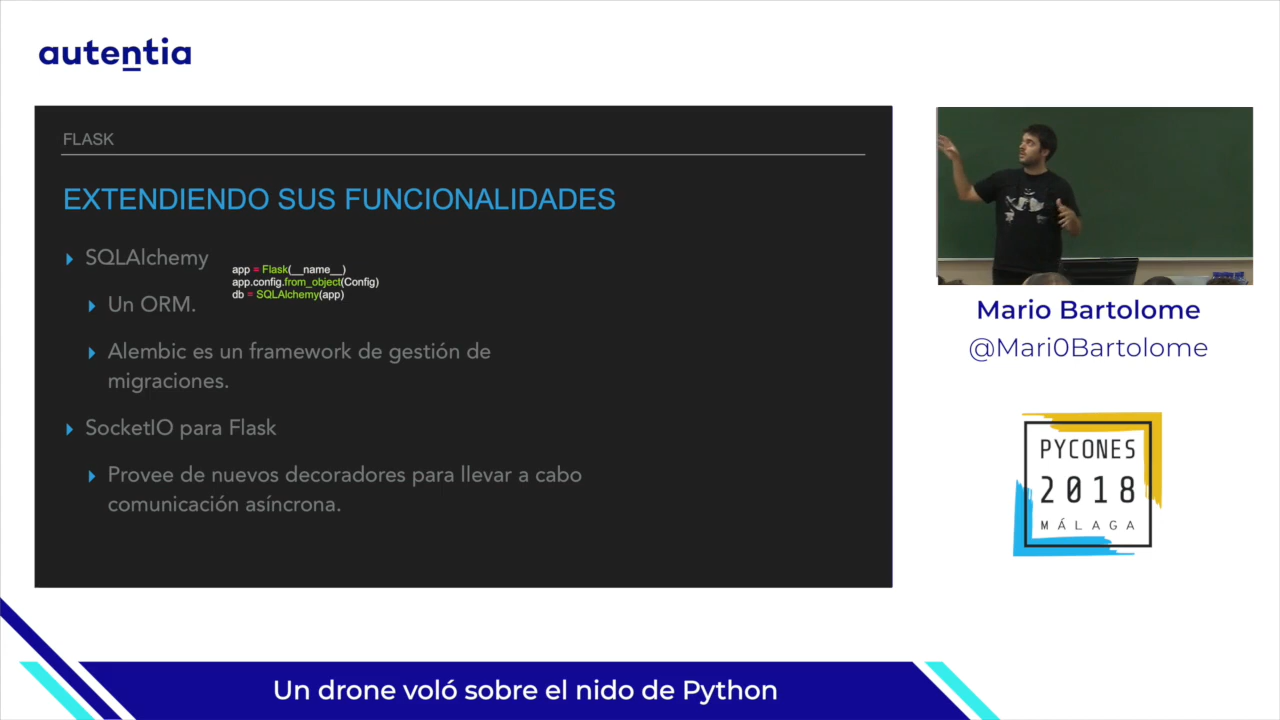 autentia
FLASK
EXTENDIENDO SUS FUNCIONALIDADES
SQLAlchemy
app = Flask(__name__)
app.config.from_object(Config)
db = SQLAlchemy(app)
Un ORM.
Alembic es un framework de gestión de
migraciones.
SocketIO para Flask
Provee de nuevos decoradores para llevar a cabo
comunicación asíncrona.
Mario Bartolome
@Mari0Bartolome
PYCONES
2018
MÁLAGA
Un drone voló sobre el nido de Python